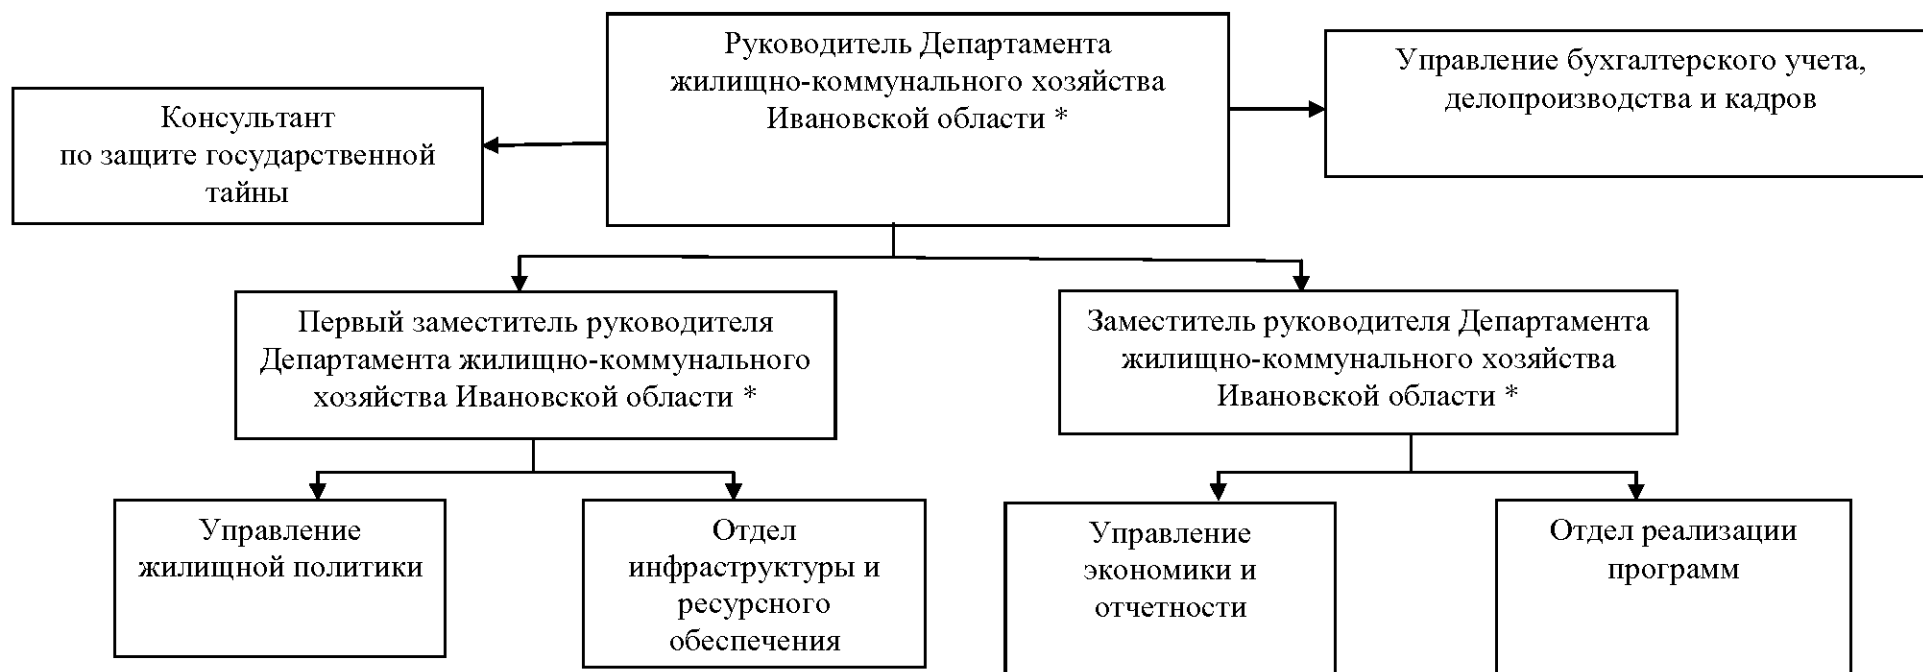 Руководитель Департамента
жилищно-коммунального хозяйства
Ивановской области *
Управление бухгалтерского учета,
делопроизводства и кадров
Консультант
по защите государственной
тайны
Первый заместитель руководителя
Департамента жилищно-коммунального
хозяйства Ивановской области *
Заместитель руководителя Департамента
жилищно-коммунального хозяйства
Ивановской области *
Управление
жилищной политики
Отдел
инфраструктуры и
ресурсного
обеспечения
Управление
экономики и
отчетности
Отдел реализации
программ